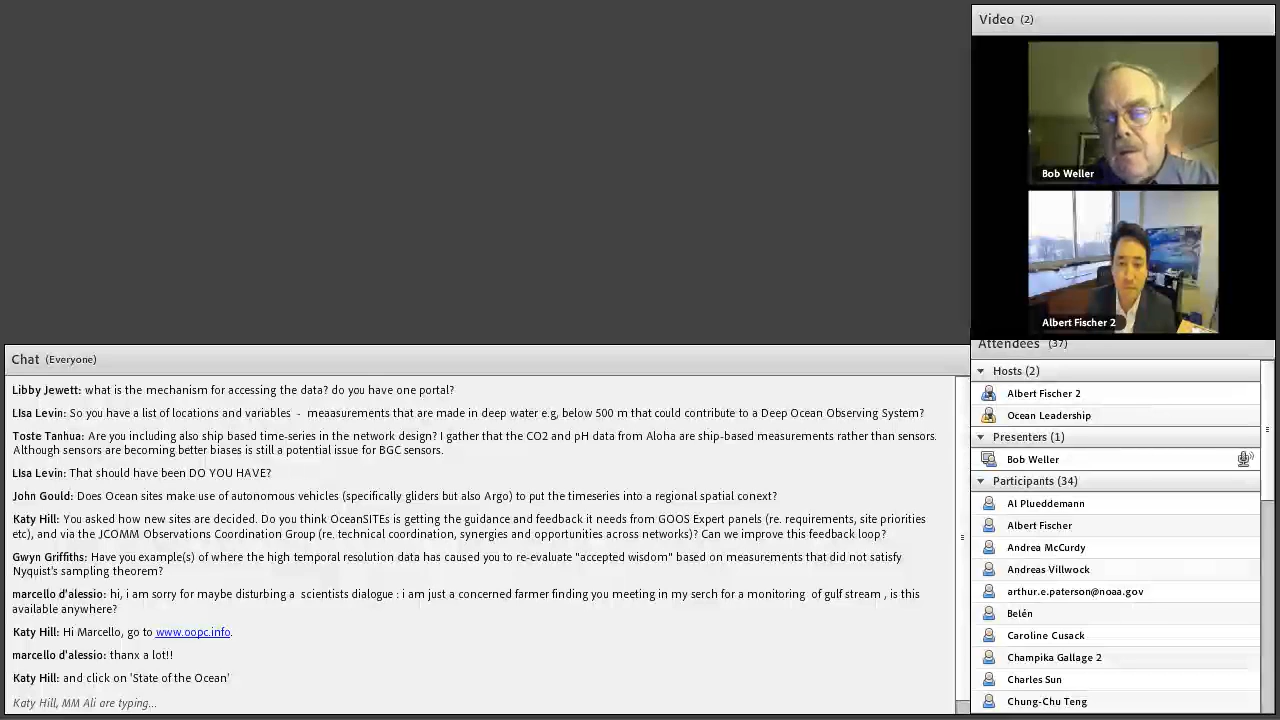 Video (2)
Bob Weller
Albert Fischer 2
Chat (Everyone)
Libby Jewett: what is the mechanism for accessing the data? do you have one portal?
LIsa Levin: So you have a list of locations and variables - meaasurements that are made in deep water e.g, below 500 m that could contribute to a Deep Ocean Observing System?
Toste Tanhua: Are you including also ship based time-series in the network design? I gather that the CO2 and pH data from Aloha are ship-based measurements rather than sensors.
Although sensors are becoming better biases is still a potential issue for BGC sensors.
LIsa Levin: That should have been DO YOU HAVE?
John Gould: Does Ocean sites make use of autonomous vehicles (specifically gliders but also Argo) to put the timeseries into a regional spatial conext?
Katy Hill: You asked how new sites are decided. Do you think OceanSITEs is getting the guidance and feedback it needs from GOOS Expert panels (re. requirements, site priorities
etc), and via the JCOMM Observations Coordination Group (re. technical coordination, synergies and opportunities across networks)? Can we improve this feedback loop?
Gwyn Griffiths: Have you example(s) of where the high temporal resolution data has caused you to re-evaluate "accepted wisdom" based on measurements that did not satisfy
Nyquist's sampling theorem?
marcello d'alessio: hi, i am sorry for maybe disturbing a scientists dialogue : i am just a concerned farmer finding you meeting in my serch for a monitoring of gulf stream , is this
available anywhere?
Katy Hill: Hi Marcello, go to www.oopc.info.
marcello d'alessio: thanx a lot!!
Katy Hill: and click on 'State of the Ocean'
Katy Hill, MM Ali are typing...
Attendees (37)
Hosts (2)
Albert Fischer 2
Ocean Leadership
Presenters (1)
Bob Weller
Participants (34)
Al Plueddemann
Albert Fischer
Andrea McCurdy
Andreas Villwock
arthur.e.paterson@noaa.gov
Belén
Caroline Cusack
Champika Gallage 2
Charles Sun
Chung-Chu Teng